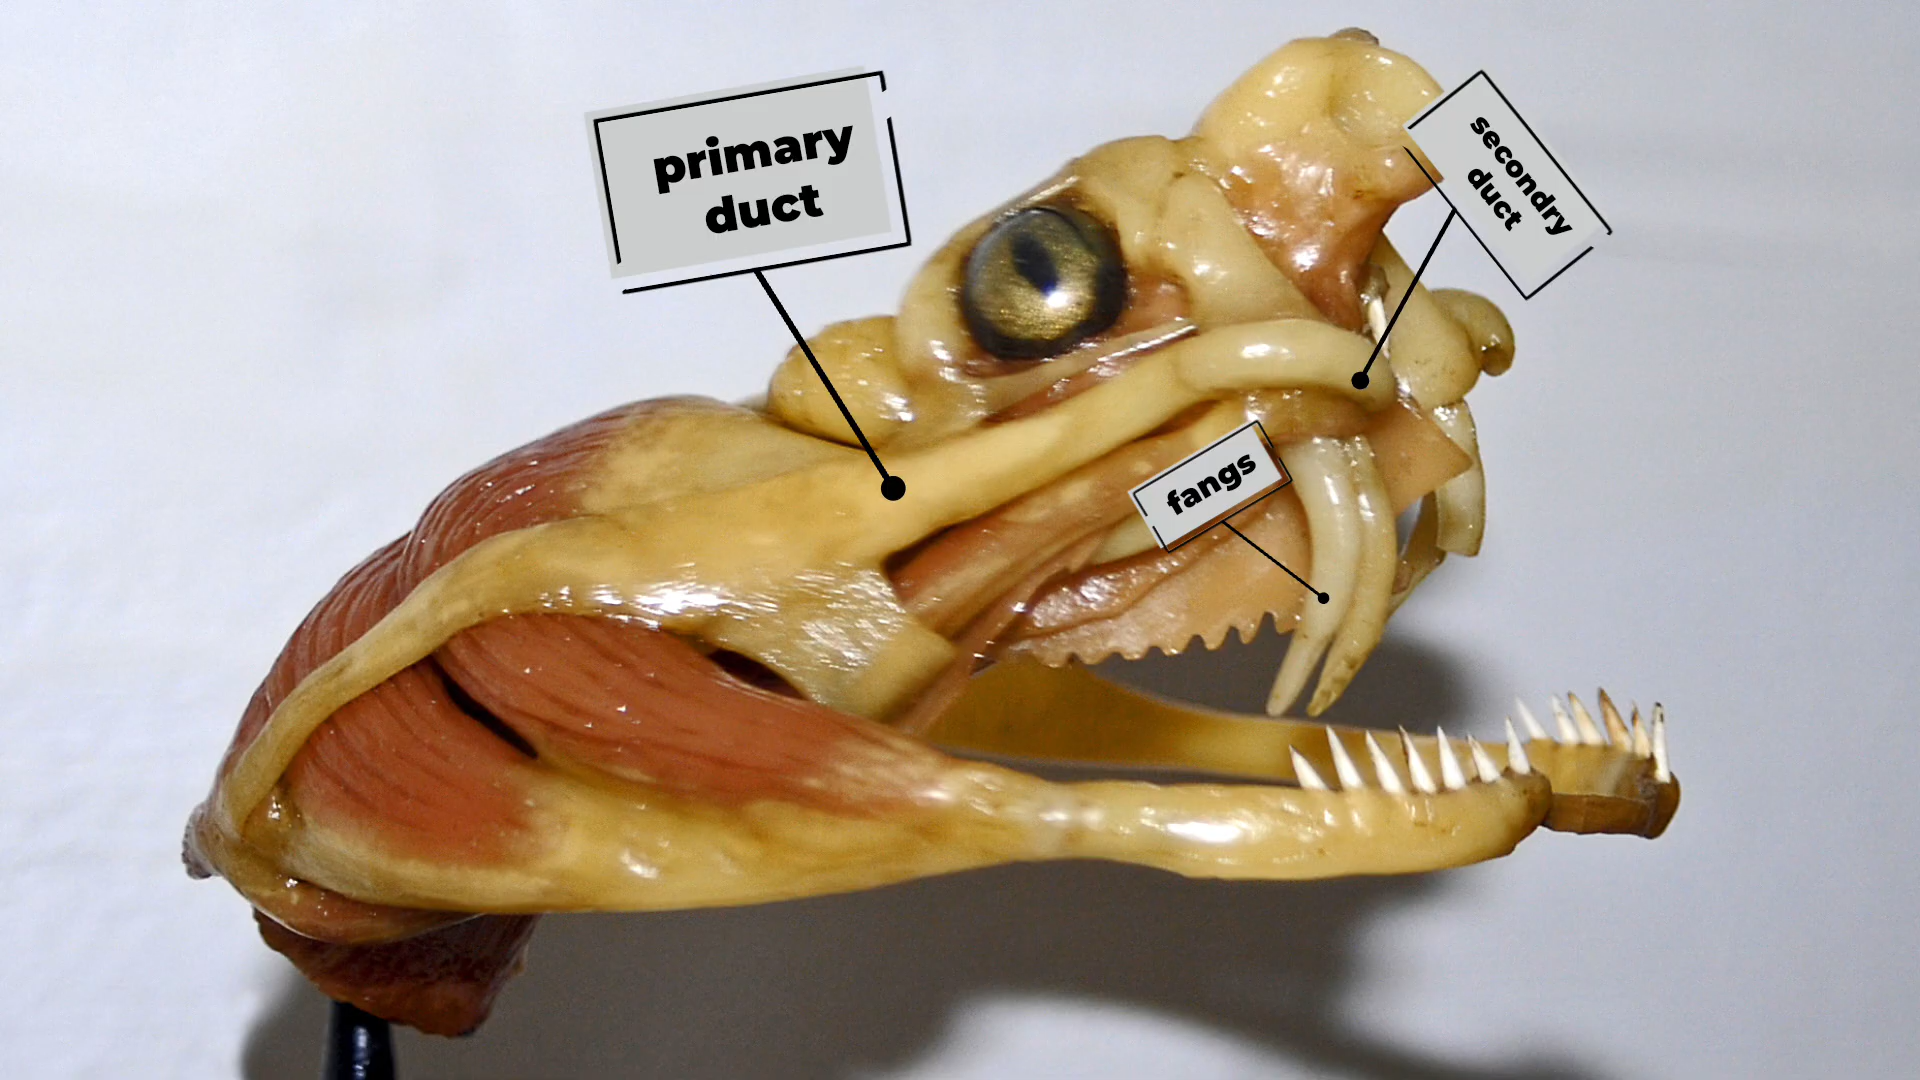 primary
duct
secondry
duct
fangs